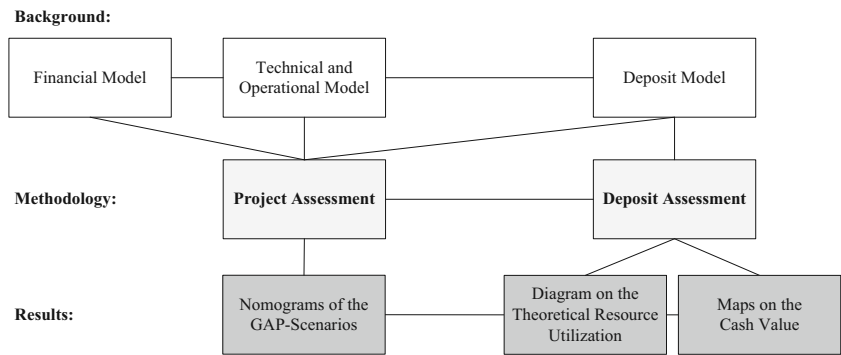 Background:
Financial Model
Technical and
Operational Model
Deposit Model
Methodology:
Project Assessment
Deposit Assessment
Results:
Nomograms of the
GAP-Scenarios
Diagram on the
Theoretical Resource
Utilization
Maps on the
Cash Value